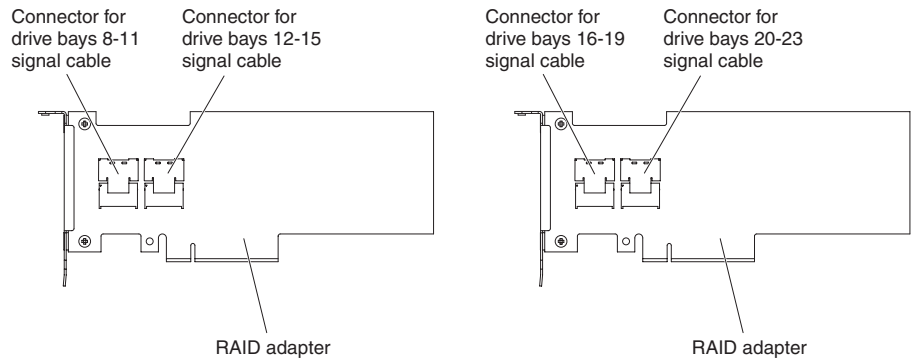 Connector for
drive bays 8-11
signal cable
Connector for
drive bays 12-15
signal cable
Connector for
drive bays 16-19
signal cable
Connector for
drive bays 20-23
signal cable
RAID adapter
RAID adapter